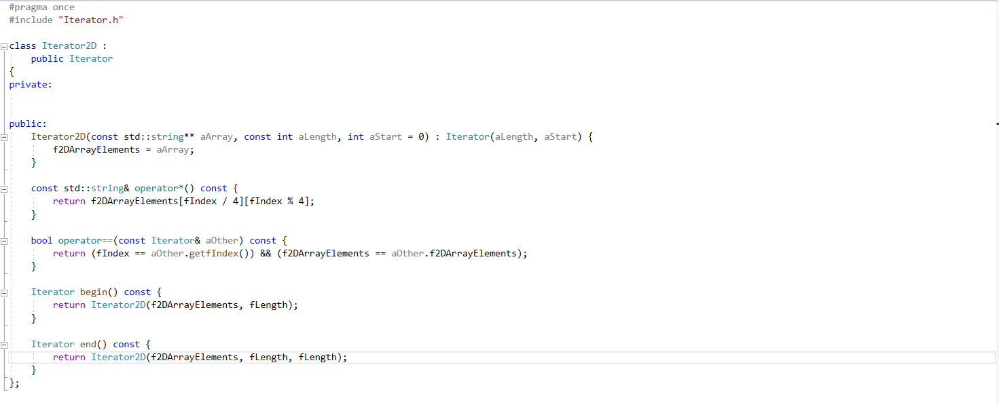 #pragma once
#include "Iterator.h"
class Iterator2D :
    public Iterator
{
private:
public:
    Iterator2D(const std::string** aArray, const int aLength, int aStart = 0) : Iterator(aLength, aStart) {
        f2DArrayElements = aArray;
    }
    const std::string& operator*() const {
        return f2DArrayElements[fIndex / 4][fIndex % 4];
    }
    bool operator==(const Iterator& aOther) const {
        return (fIndex == aOther.getfIndex()) && (f2DArrayElements == aOther.f2DArrayElements);
    }
    Iterator begin() const {
        return Iterator2D(f2DArrayElements, fLength);
    }
    Iterator end() const {
        return Iterator2D(f2DArrayElements, fLength, fLength);
    }
};